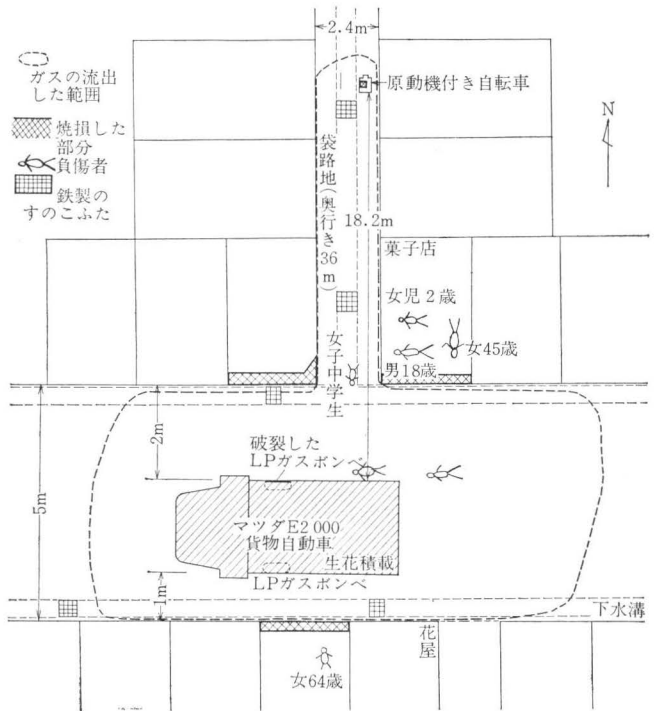 2.4m
ガスの流出
した範囲
焼損した
部分
負傷者
鉄製の
すのこふた
原動機付き自転車
N
袋路地(奥行き36m)
18.2m
菓子店
女児2歳
女45歳
男18歳
女子中学生
2m
5m
破裂した
LPガスボンベ
マツダE2000
貨物自動車
生花積載
LPガスボンベ
1m
下水溝
花屋
女64歳